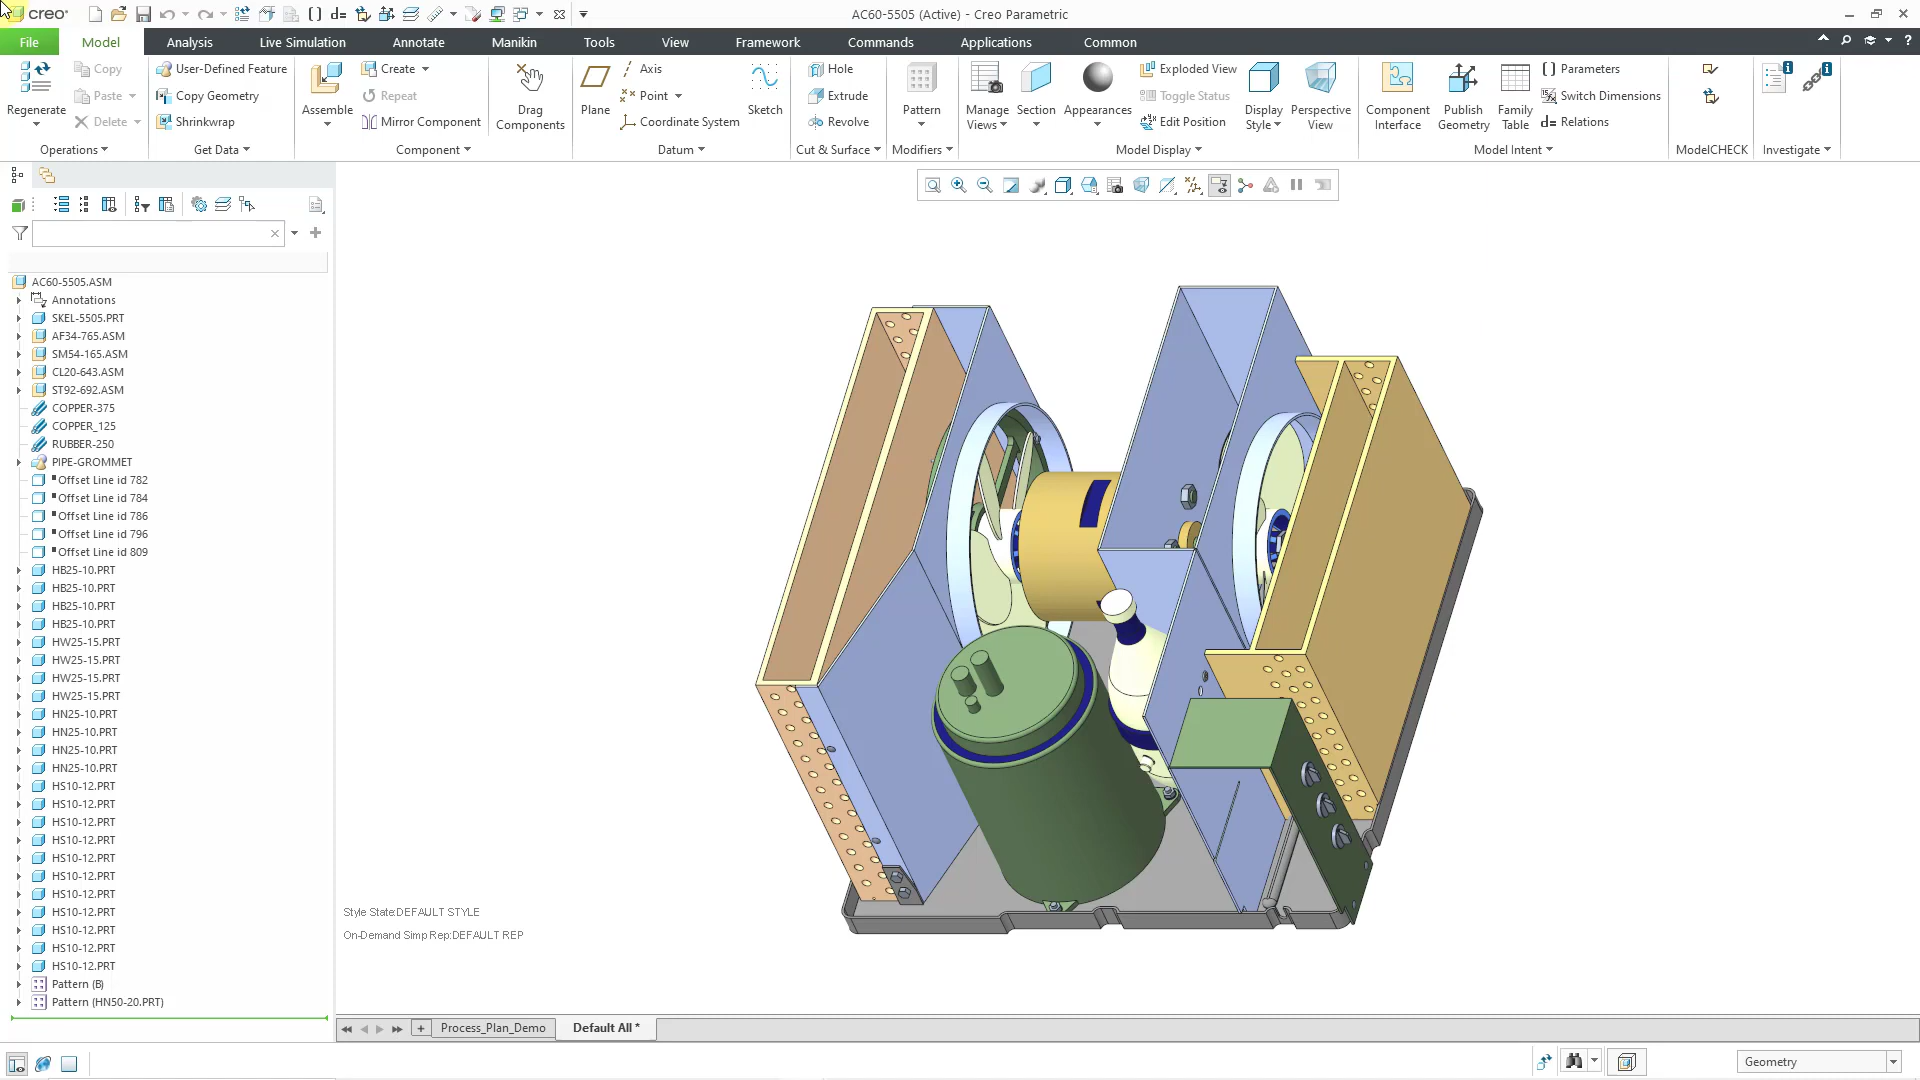 creo
AC60-5505 (Active) - Creo Parametric
File Model Analysis Live Simulation Annotate Manikin Tools View Framework Commands Applications Common
Regenerate
Copy
Paste
Delete
Operations
User-Defined Feature
Copy Geometry
Shrinkwrap
Get Data
Assemble
Create
Repeat
Mirror Component
Drag Components
Component
Plane
Axis
Point
Coordinate System
Sketch
Datum
Hole
Extrude
Revolve
Cut & Surface
Pattern
Modifiers
Manage Views
Section
Appearances
Exploded View
Toggle Status
Edit Position
Display Style
Perspective View
Model Display
Component Interface
Publish Geometry
Family Table
Parameters
Switch Dimensions
d= Relations
Model Intent
ModelCHECK
Investigate
AC60-5505.ASM
Annotations
SKEL-5505.PRT
AF34-765.ASM
SM54-165.ASM
CL20-643.ASM
ST92-692.ASM
COPPER-375
COPPER_125
RUBBER-250
PIPE-GROMMET
Offset Line id 782
Offset Line id 784
Offset Line id 786
Offset Line id 796
Offset Line id 809
HB25-10.PRT
HB25-10.PRT
HB25-10.PRT
HB25-10.PRT
HW25-15.PRT
HW25-15.PRT
HW25-15.PRT
HW25-15.PRT
HN25-10.PRT
HN25-10.PRT
HN25-10.PRT
HN25-10.PRT
HS10-12.PRT
HS10-12.PRT
HS10-12.PRT
HS10-12.PRT
HS10-12.PRT
HS10-12.PRT
HS10-12.PRT
HS10-12.PRT
HS10-12.PRT
HS10-12.PRT
HS10-12.PRT
Pattern (B)
Pattern (HN50-20.PRT)
Style State:DEFAULT STYLE
On-Demand Simp Rep:DEFAULT REP
Process_Plan_Demo
Default All *
Geometry